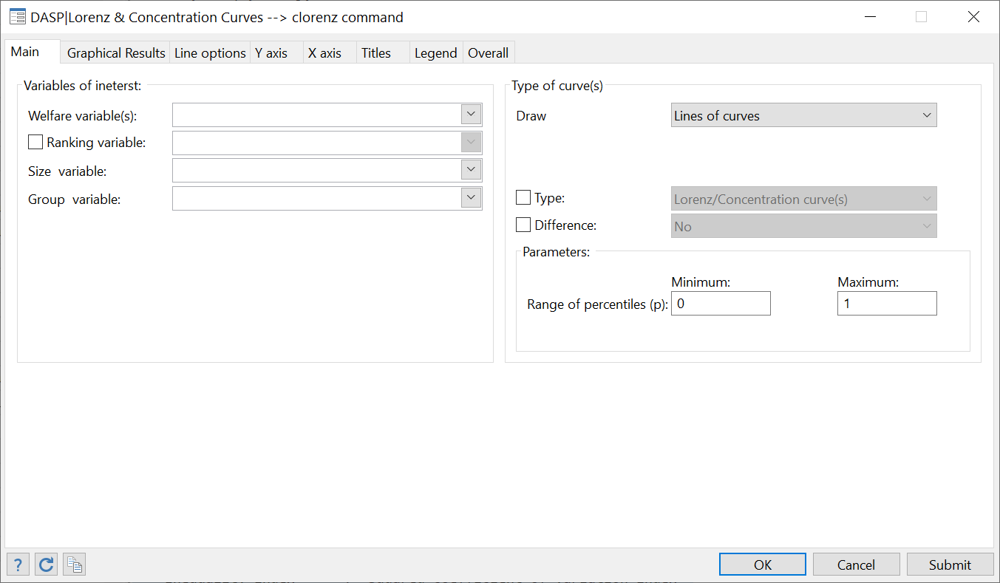 DASP|Lorenz & Concentration Curves --> clorenz command
Main Graphical Results Line options Y axis X axis Titles Legend Overall
Variables of ineterst:
Welfare variable(s):
Ranking variable:
Size variable:
Group variable:
Type of curve(s)
Draw Lines of curves
Type: Lorenz/Concentration curve(s)
Difference: No
Parameters:
Minimum: Maximum:
Range of percentiles (p): 0 1
? OK Cancel Submit